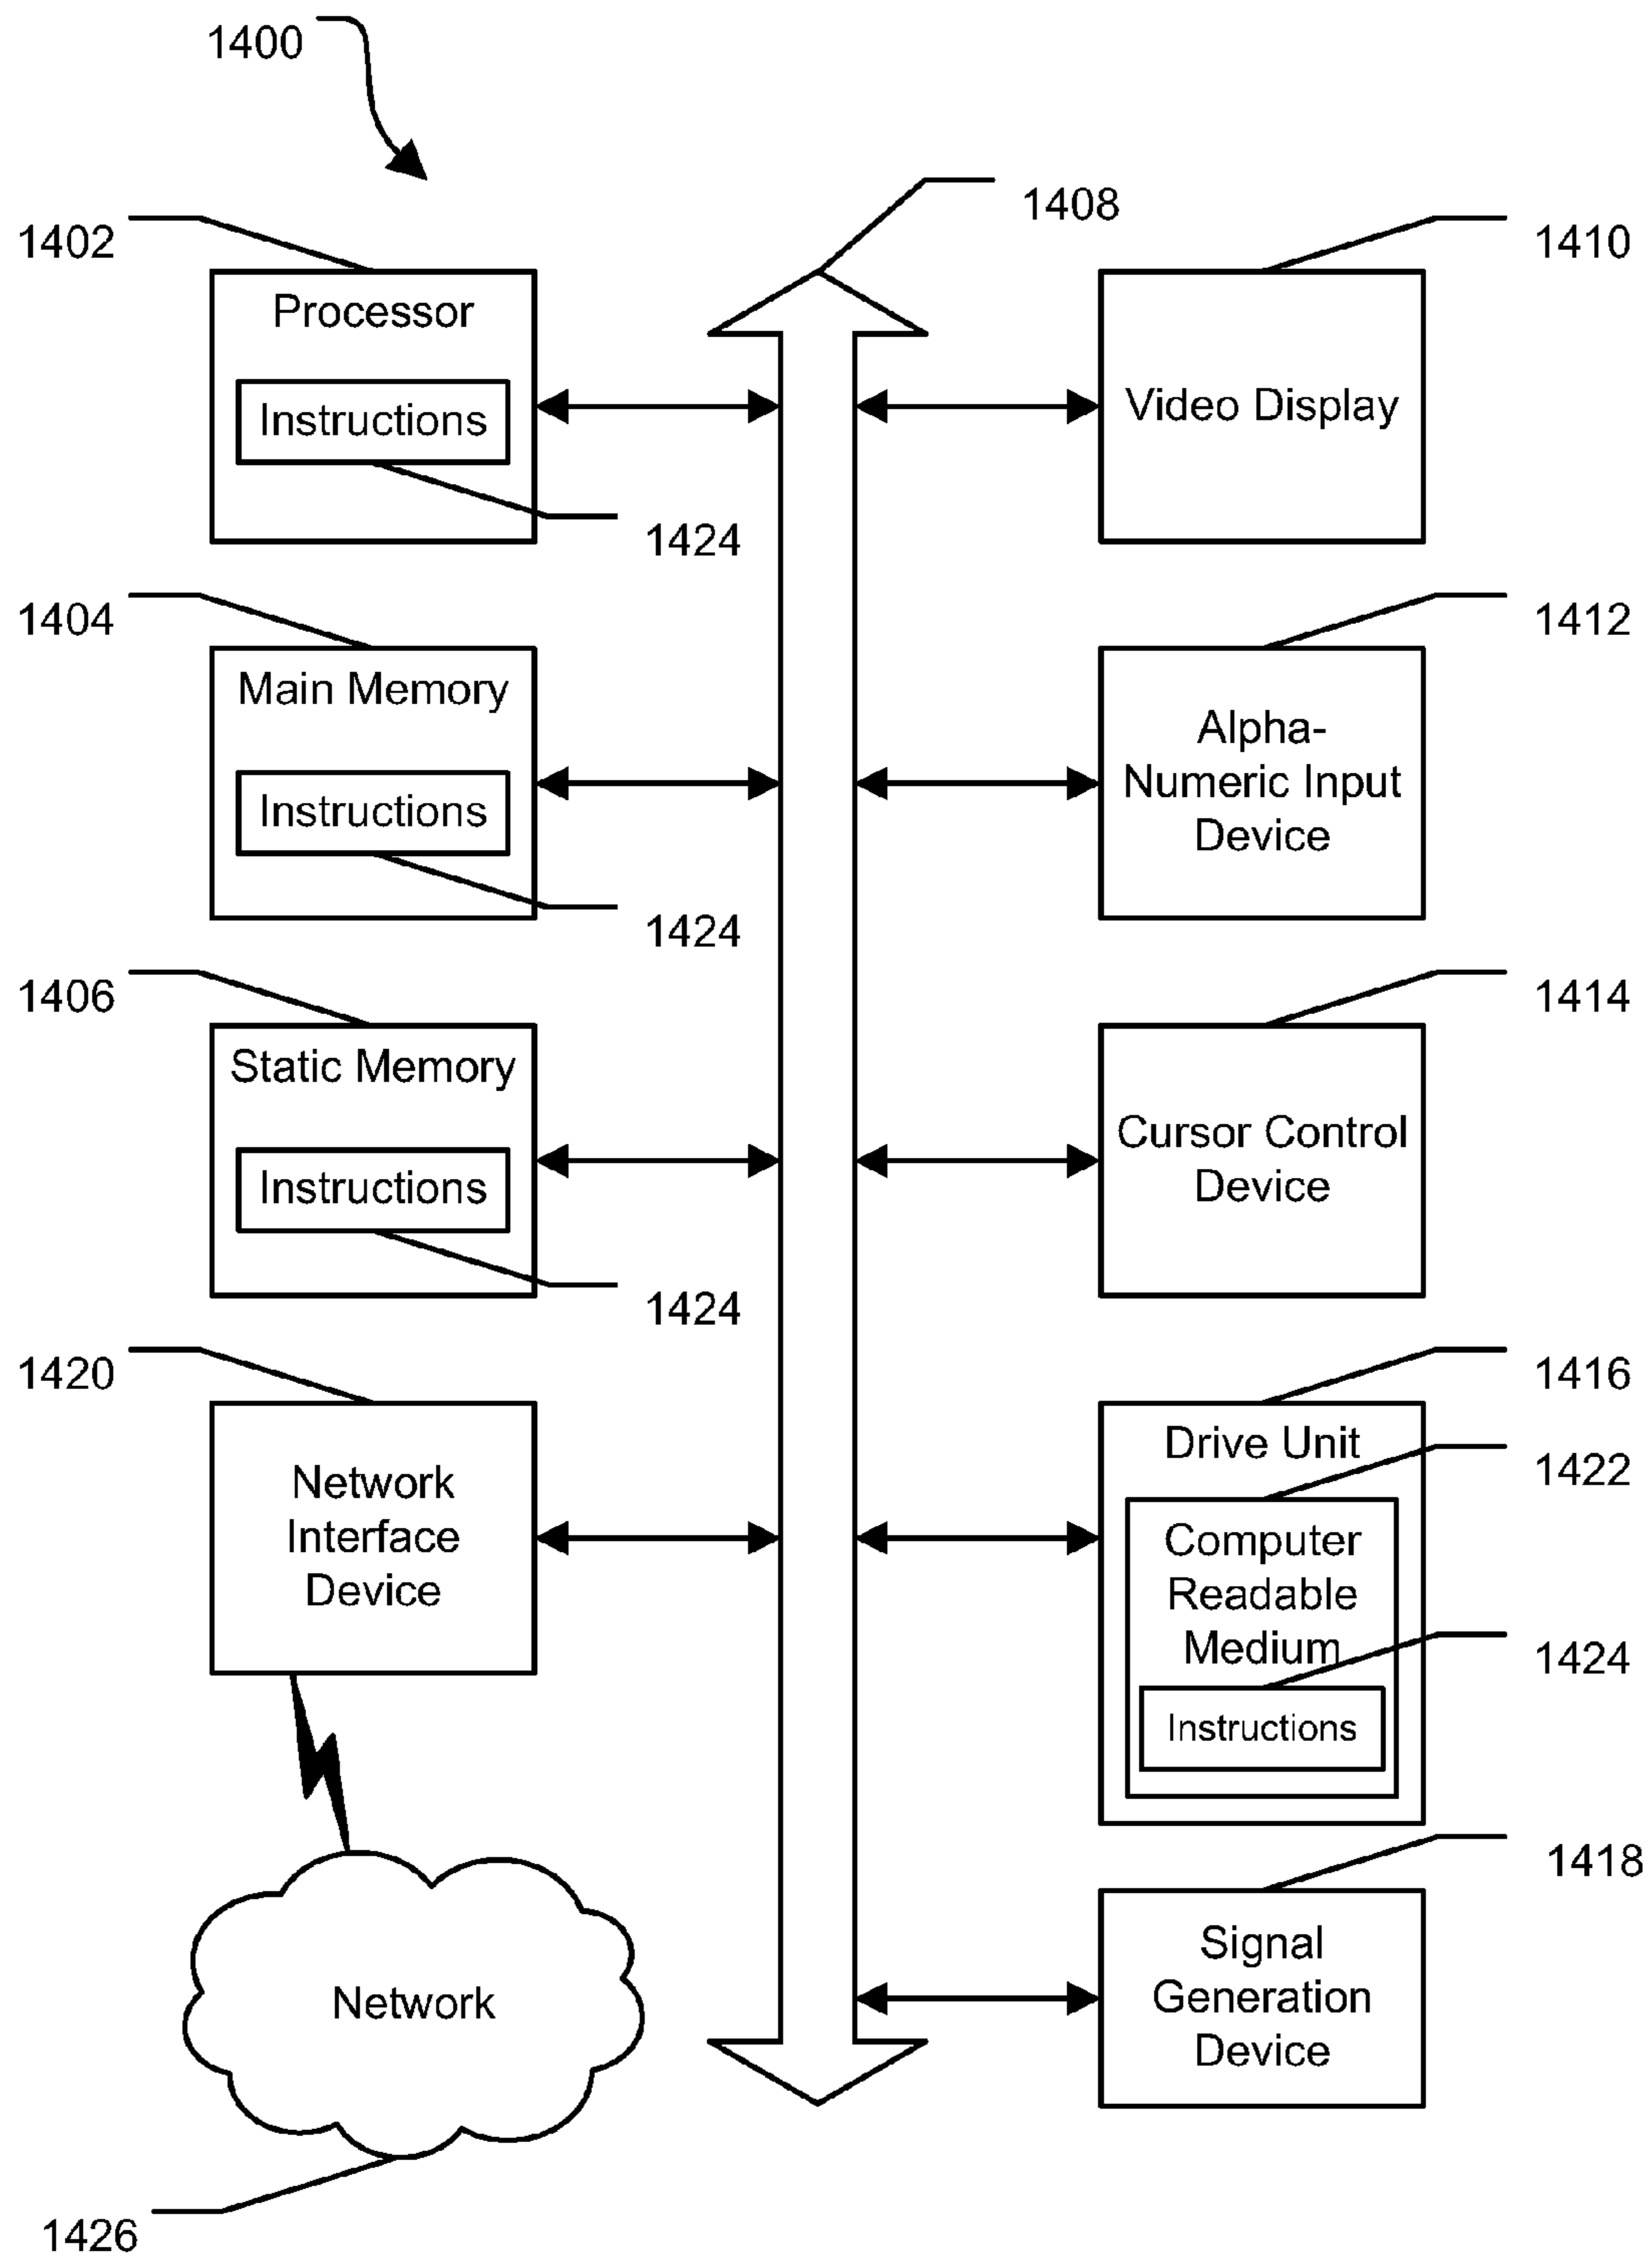 1400
1408
1402
Processor
Instructions
1424
1410
Video Display
1404
Main Memory
Instructions
1424
1412
Alpha-
Numeric Input
Device
1406
Static Memory
Instructions
1424
1414
Cursor Control
Device
1420
Network
Interface
Device
1416
Drive Unit
1422
Computer
Readable
Medium
1424
Instructions
1418
Signal
Generation
Device
Network
1426